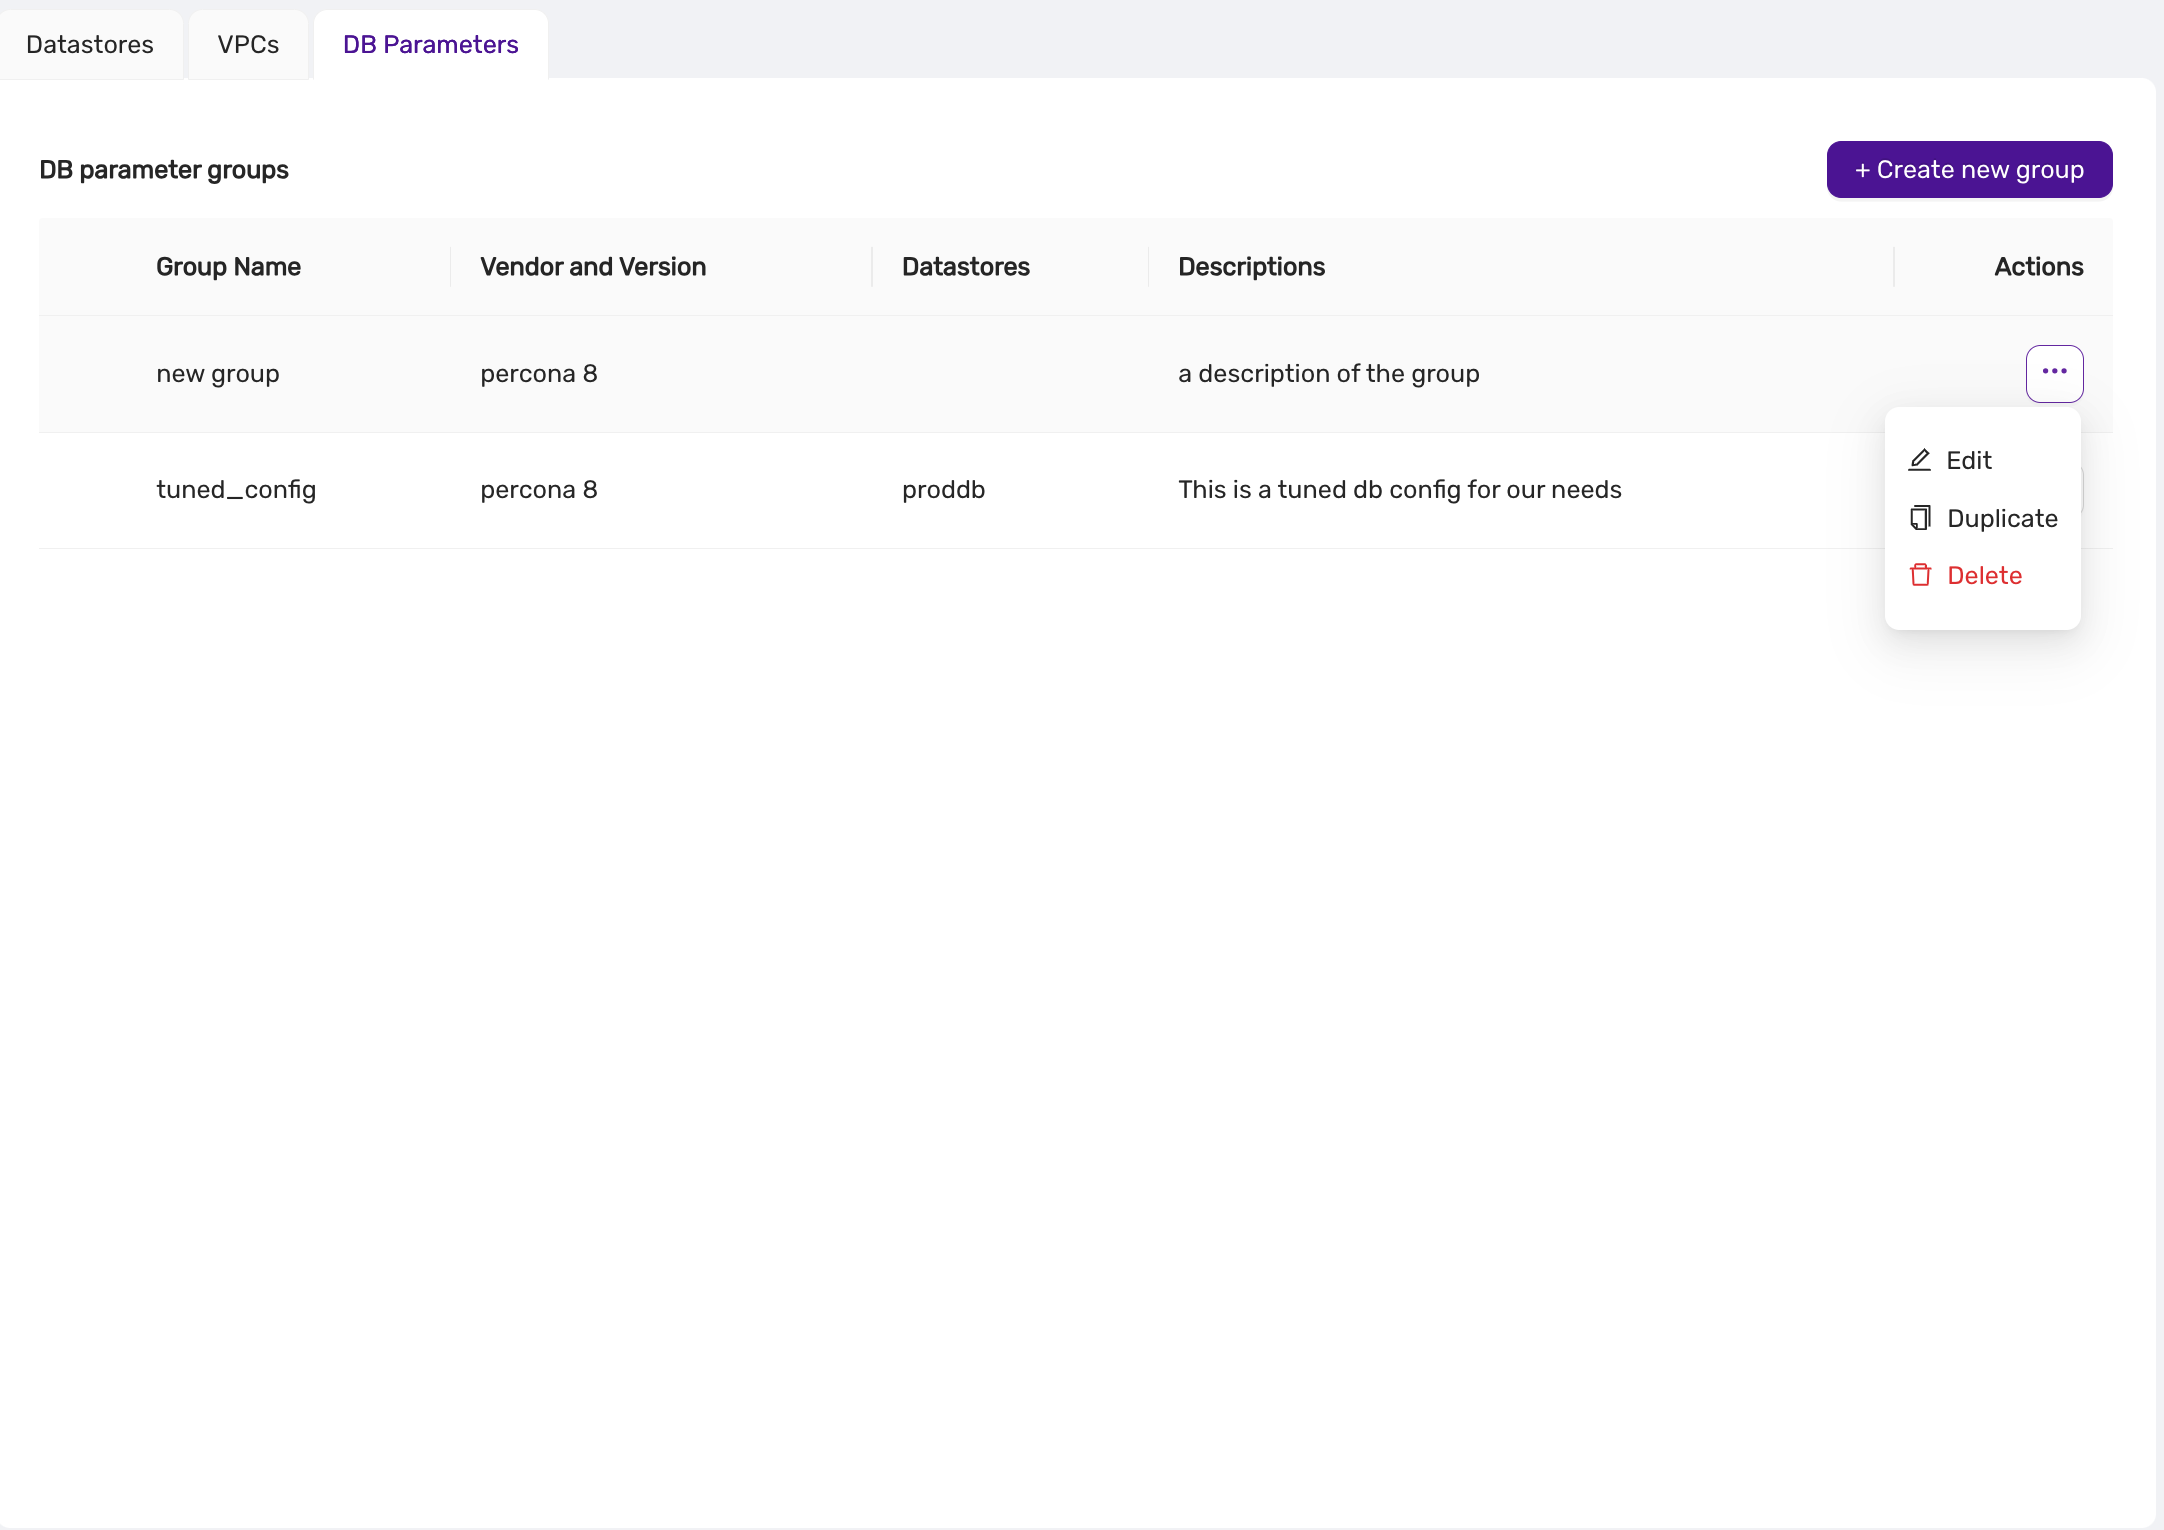 Datastores VPCs DB Parameters
DB parameter groups + Create new group
Group Name Vendor and Version Datastores Descriptions Actions
new group percona 8 a description of the group
Edit
tuned_config percona 8 proddb This is a tuned db config for our needs
Duplicate
Delete